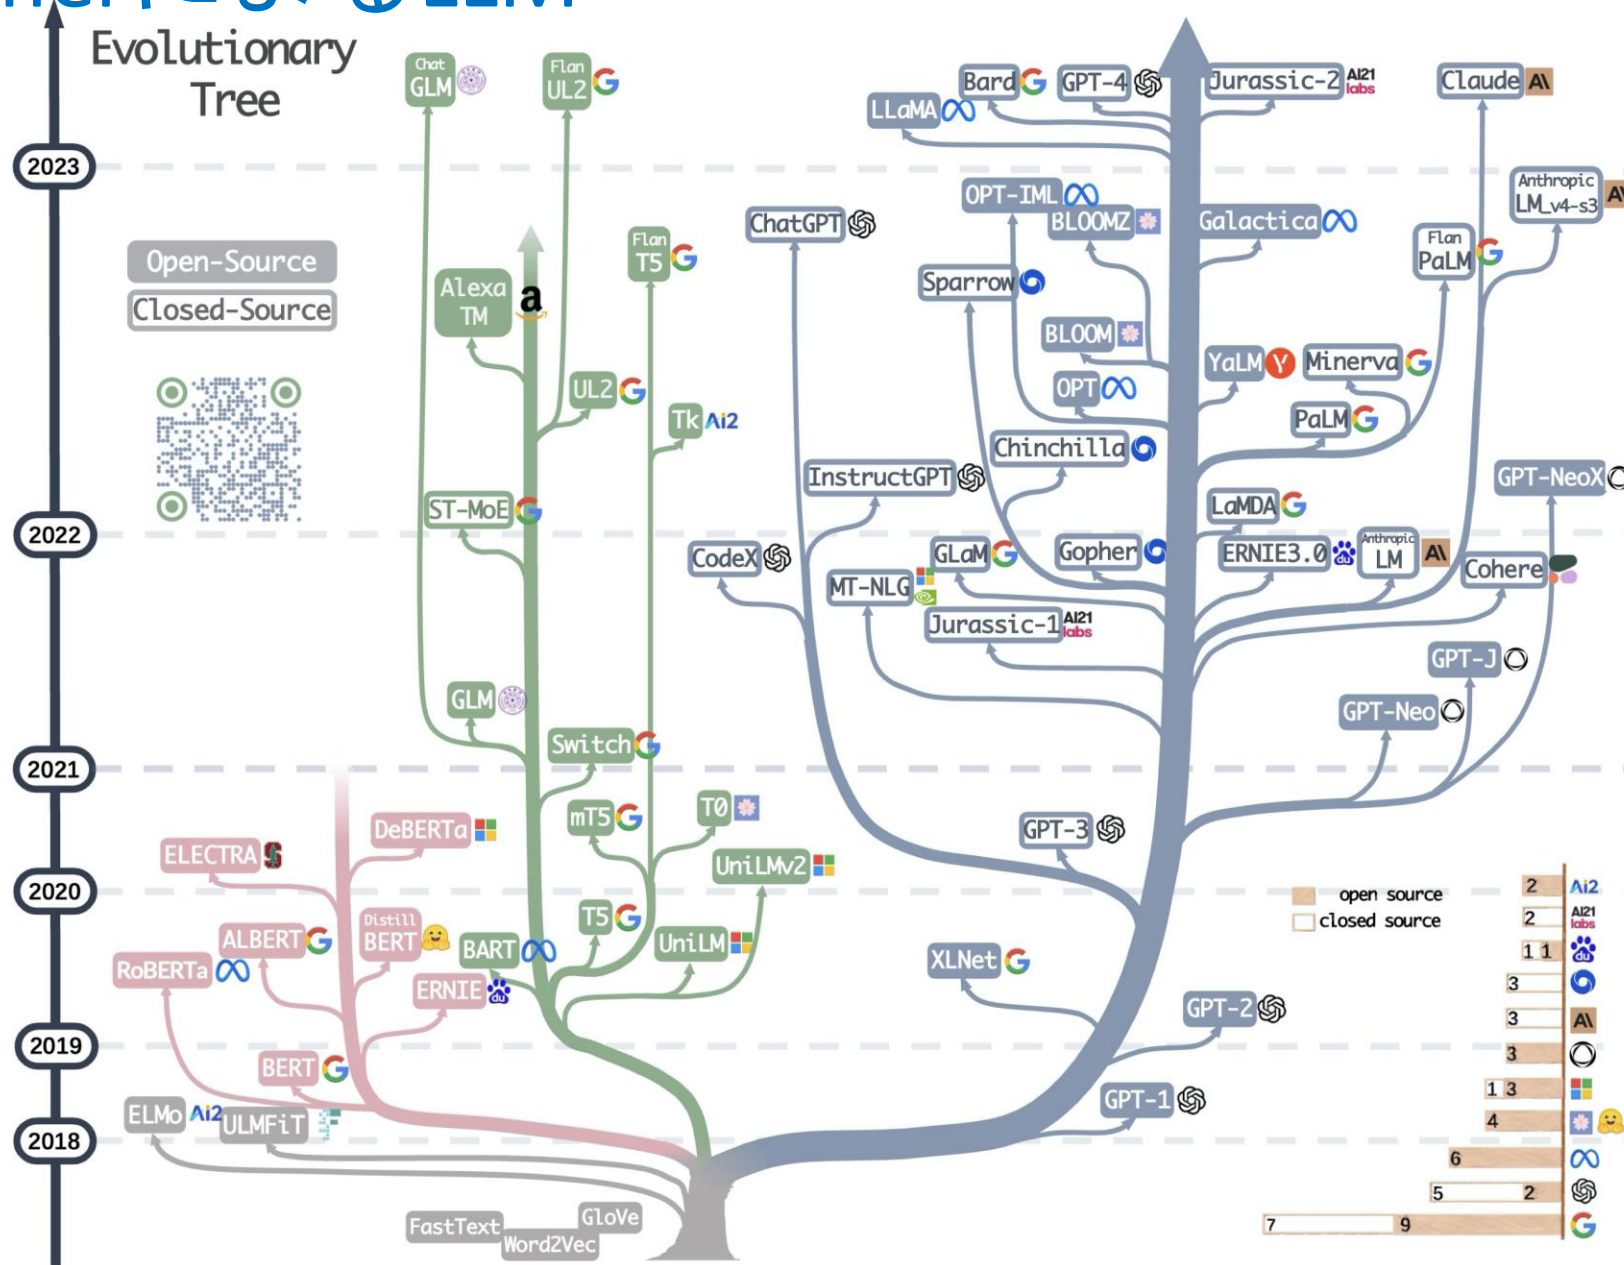 Evolutionary
Tree
Open-Source
Closed-Source
2023
2022
2021
2020
2019
2018
Chat
GLM
Flan
UL2
G
Alexa
TM
a
Flan
T5
UL2
Tk
Ai2
ST-MoE
GLM
Switch
mT5
T0
UniLMv2
T5
BART
UniLM
DeBERTa
ELECTRA
S
Distill
BERT
ALBERT
RoBERTa
ERNIE
du
BERT
ELMo
Ai2
ULMFiT
FastText
Word2Vec
GloVe
Bard
GPT-4
Jurassic-2
AI21
labs
Claude
A\
LLaMA
OPT-IML
BLOOMZ
Galactica
Anthropic
LM_v4-s3
ChatGPT
Flan
PaLM
Sparrow
BLOOM
YaLM
Y
Minerva
OPT
PaLM
Chinchilla
InstructGPT
GPT-NeoX
LaMDA
CodeX
GLaM
Gopher
ERNIE3.0
du
Anthropic
LM
A\
Cohere
MT-NLG
Jurassic-1
AI21
labs
GPT-J
GPT-Neo
GPT-3
XLNet
GPT-2
GPT-1
open source
closed source
2 Ai2
2 AI21
labs
1 1 du
3
3 A\
3
1 3
4
6
5 2
7 9 G